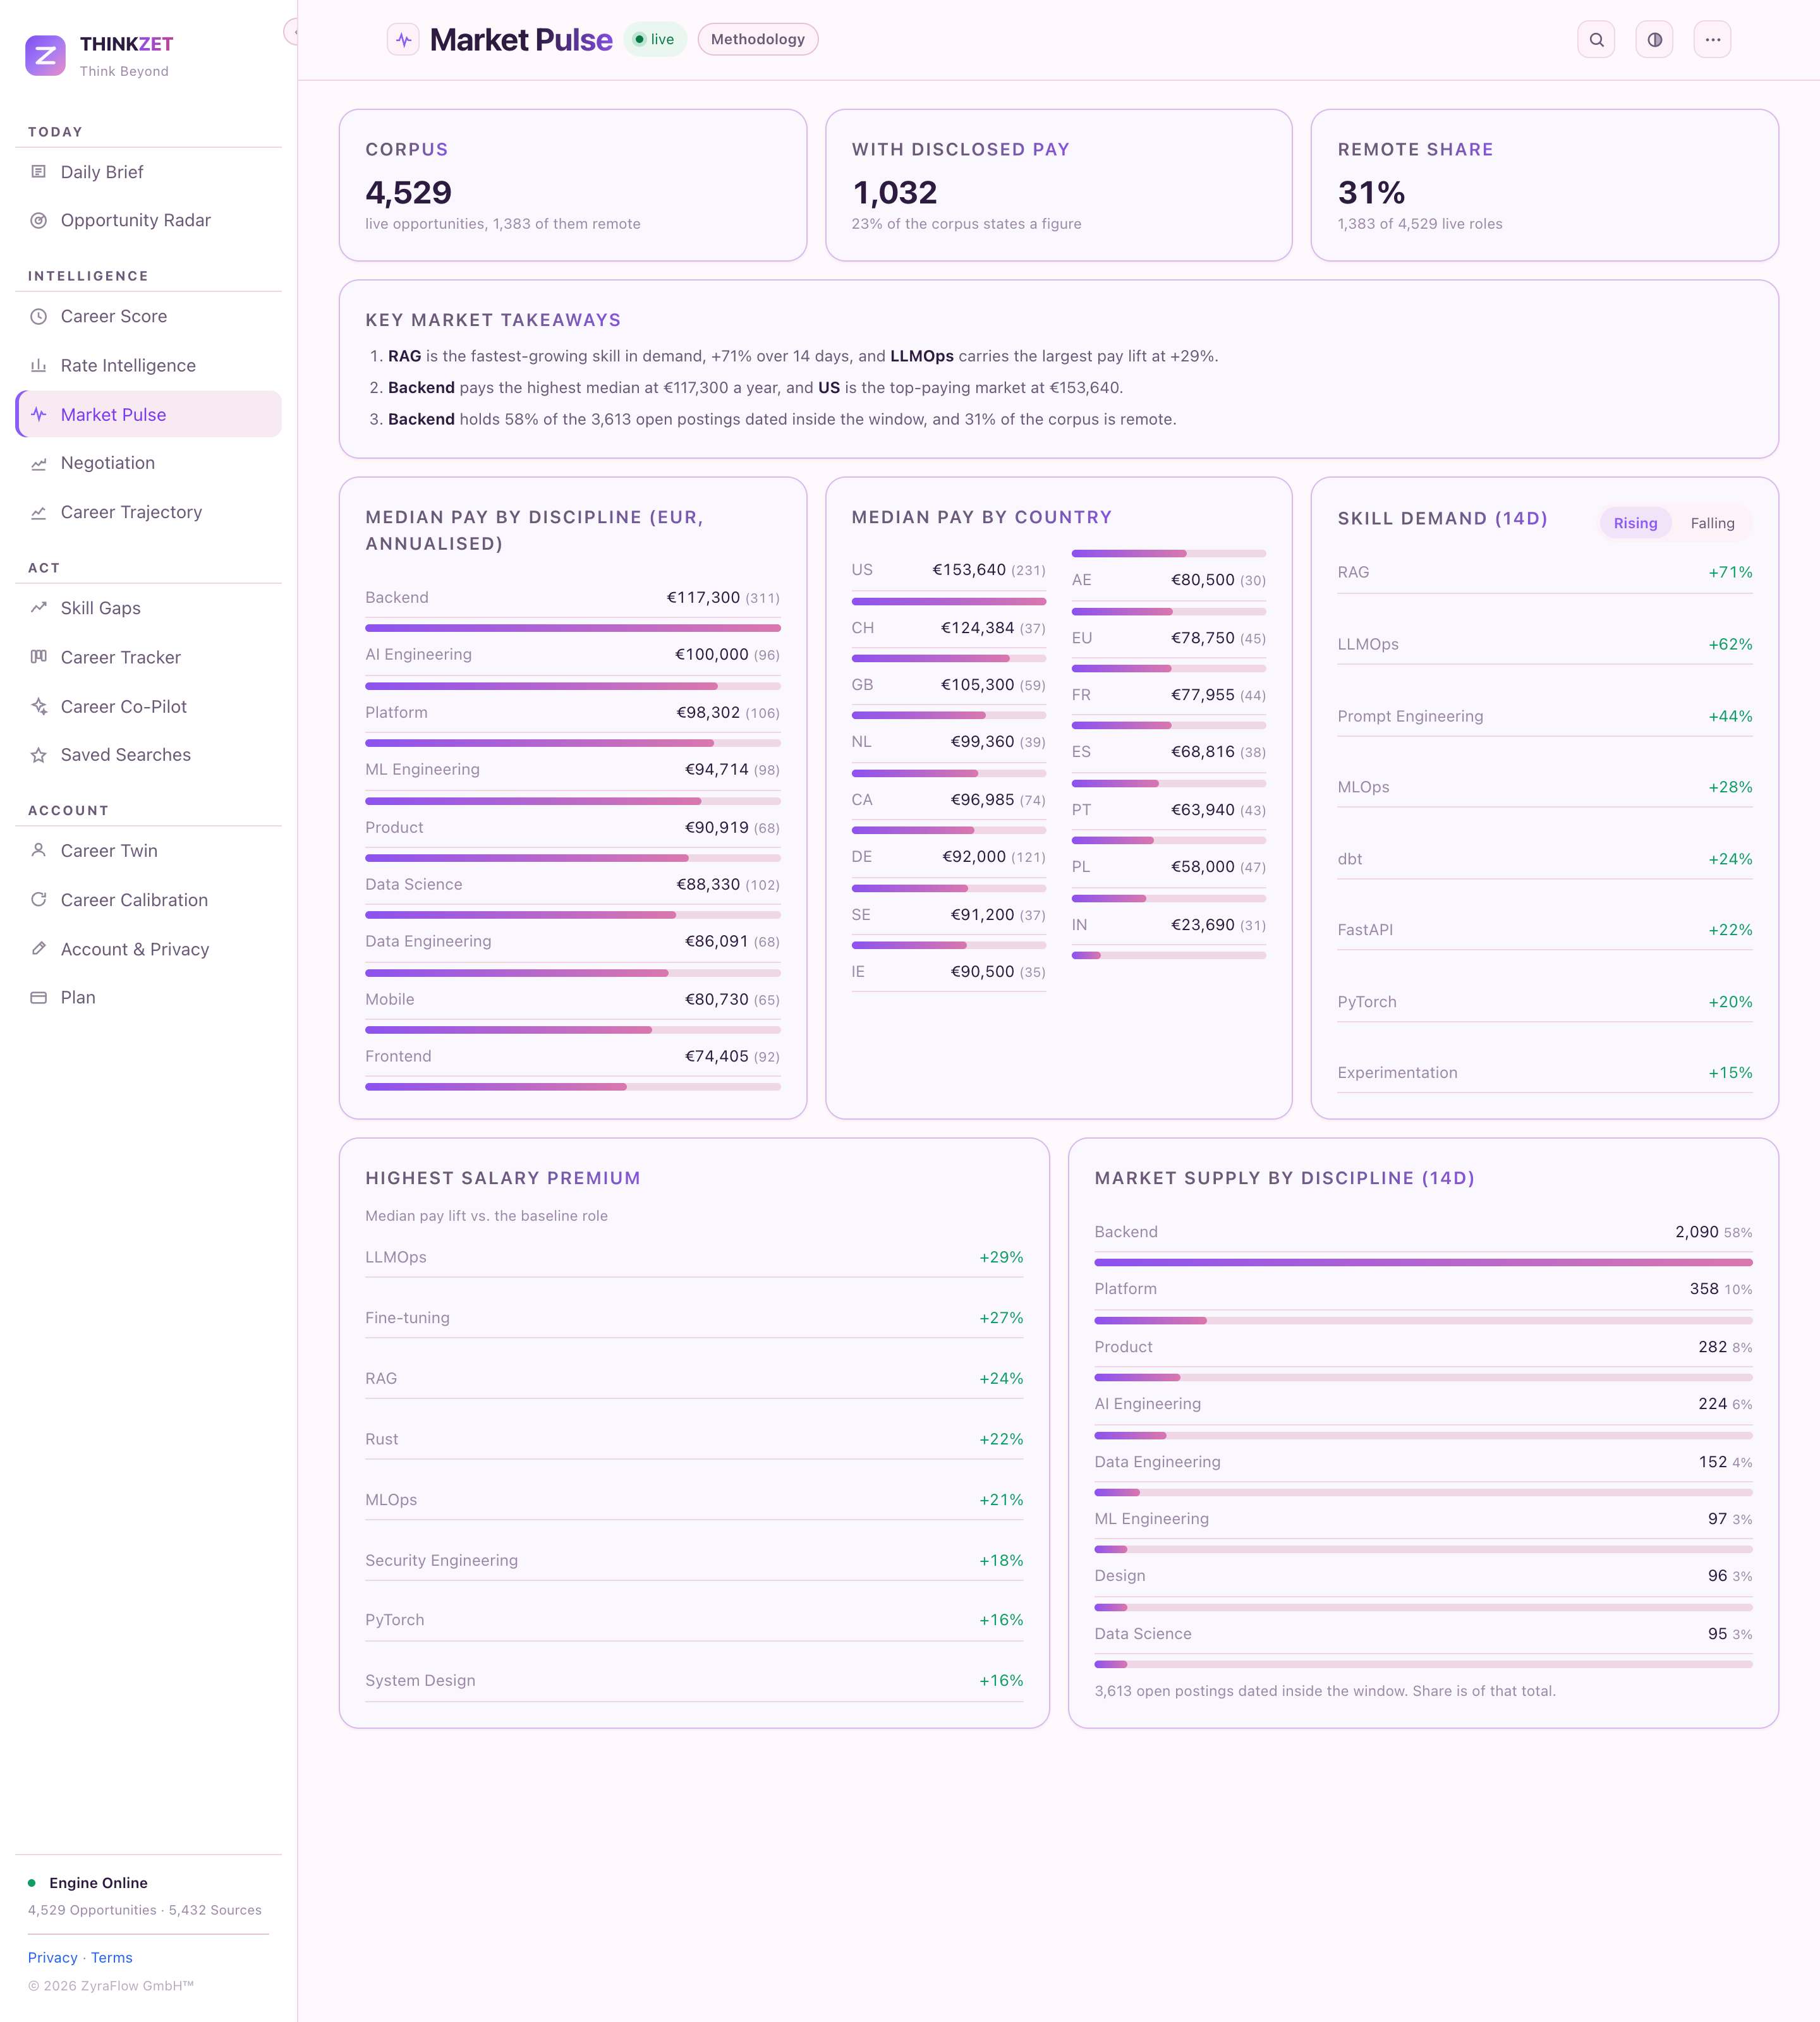 THINKZET
Think Beyond
TODAY
Daily Brief
Opportunity Radar
INTELLIGENCE
Career Score
Rate Intelligence
Market Pulse
Negotiation
Career Trajectory
ACT
Skill Gaps
Career Tracker
Career Co-Pilot
Saved Searches
ACCOUNT
Career Twin
Career Calibration
Account & Privacy
Plan
Engine Online
4,529 Opportunities · 5,432 Sources
Privacy · Terms
© 2026 ZyraFlow GmbH™
Market Pulse
live
Methodology
CORPUS
4,529
live opportunities, 1,383 of them remote
WITH DISCLOSED PAY
1,032
23% of the corpus states a figure
REMOTE SHARE
31%
1,383 of 4,529 live roles
KEY MARKET TAKEAWAYS
1. RAG is the fastest-growing skill in demand, +71% over 14 days, and LLMOps carries the largest pay lift at +29%.
2. Backend pays the highest median at €117,300 a year, and US is the top-paying market at €153,640.
3. Backend holds 58% of the 3,613 open postings dated inside the window, and 31% of the corpus is remote.
MEDIAN PAY BY DISCIPLINE (EUR,
ANNUALISED)
Backend €117,300 (311)
AI Engineering €100,000 (96)
Platform €98,302 (106)
ML Engineering €94,714 (98)
Product €90,919 (68)
Data Science €88,330 (102)
Data Engineering €86,091 (68)
Mobile €80,730 (65)
Frontend €74,405 (92)
MEDIAN PAY BY COUNTRY
US €153,640 (231)
CH €124,384 (37)
GB €105,300 (59)
NL €99,360 (39)
CA €96,985 (74)
DE €92,000 (121)
SE €91,200 (37)
IE €90,500 (35)
AE €80,500 (30)
EU €78,750 (45)
FR €77,955 (44)
ES €68,816 (38)
PT €63,940 (43)
PL €58,000 (47)
IN €23,690 (31)
SKILL DEMAND (14D)
Rising
Falling
RAG +71%
LLMOps +62%
Prompt Engineering +44%
MLOps +28%
dbt +24%
FastAPI +22%
PyTorch +20%
Experimentation +15%
HIGHEST SALARY PREMIUM
Median pay lift vs. the baseline role
LLMOps +29%
Fine-tuning +27%
RAG +24%
Rust +22%
MLOps +21%
Security Engineering +18%
PyTorch +16%
System Design +16%
MARKET SUPPLY BY DISCIPLINE (14D)
Backend 2,090 58%
Platform 358 10%
Product 282 8%
AI Engineering 224 6%
Data Engineering 152 4%
ML Engineering 97 3%
Design 96 3%
Data Science 95 3%
3,613 open postings dated inside the window. Share is of that total.